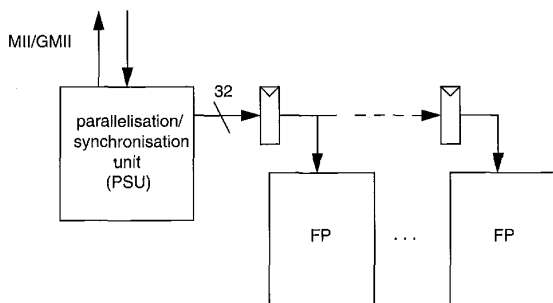 MII/GMII
32
parallelisation/
synchronisation
unit
(PSU)
FP
...
FP